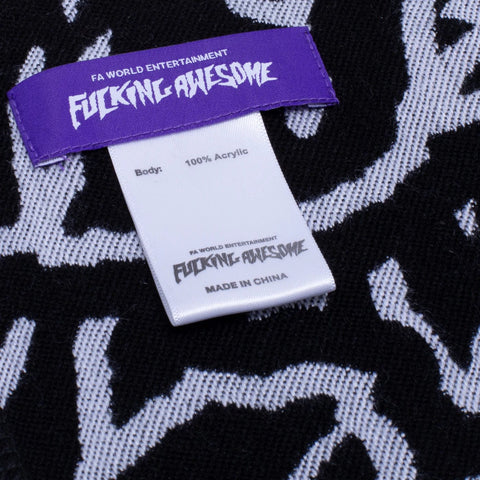 FA WORLD ENTERTAINMENT
FUCKING AWESOME
Body: 100% Acrylic
FA WORLD ENTERTAINMENT
FUCKING AWESOME
MADE IN CHINA